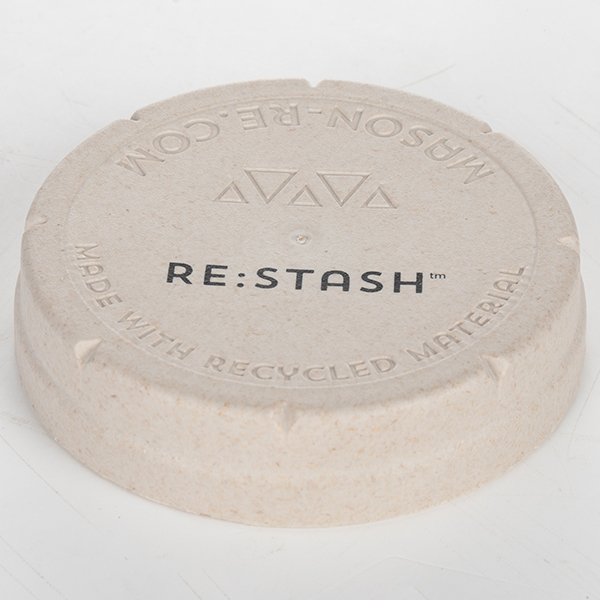 MASON-RE.COM
RE:STASH™
MADE WITH RECYCLED MATERIAL